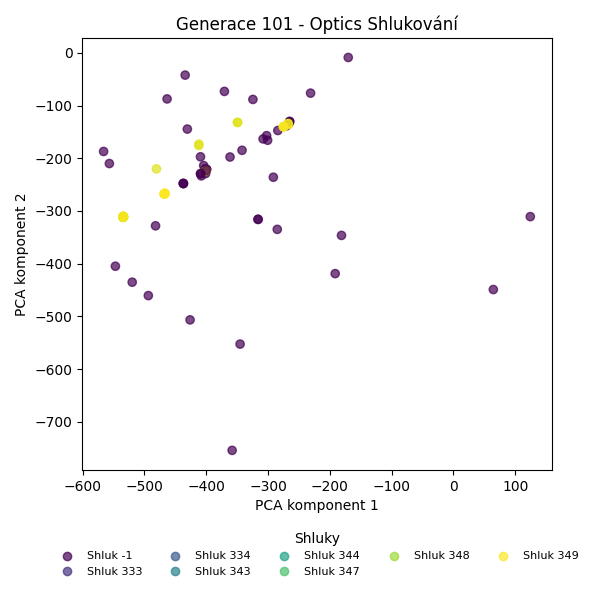 Generace 101 - Optics Shlukování
PCA komponent 2
0
−100
−200
−300
−400
−500
−600
−700
−600 −500 −400 −300 −200 −100 0 100
PCA komponent 1
Shluky
Shluk -1 Shluk 334 Shluk 344 Shluk 348 Shluk 349
Shluk 333 Shluk 343 Shluk 347